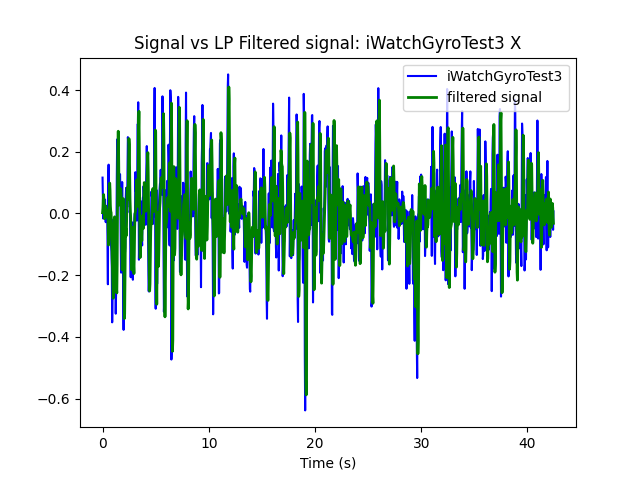 Signal vs LP Filtered signal: iWatchGyroTest3 X
iWatchGyroTest3
filtered signal
0.4
0.2
0.0
−0.2
−0.4
−0.6
0 10 20 30 40
Time (s)